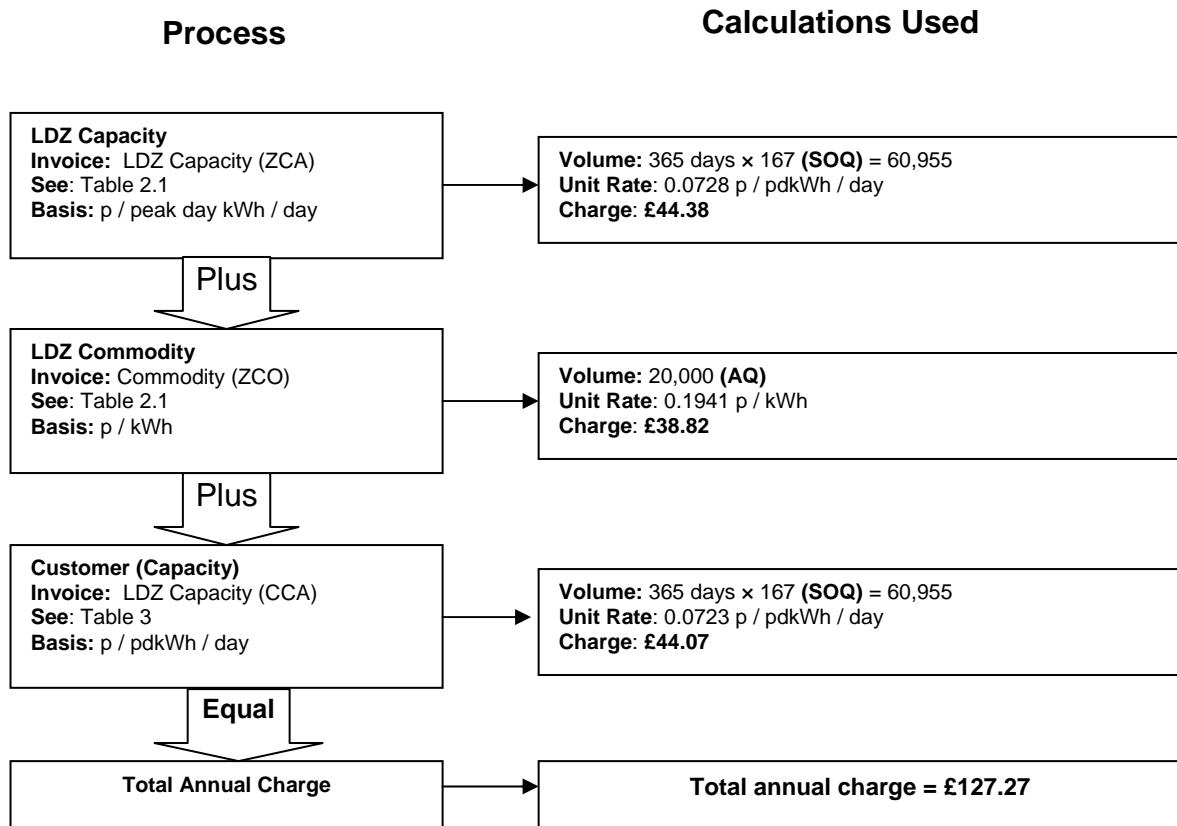 Process
Calculations Used
LDZ Capacity
Invoice: LDZ Capacity (ZCA)
See: Table 2.1
Basis: p / peak day kWh / day
Volume: 365 days × 167 (SOQ) = 60,955
Unit Rate: 0.0728 p / pdkWh / day
Charge: £44.38
Plus
LDZ Commodity
Invoice: Commodity (ZCO)
See: Table 2.1
Basis: p / kWh
Volume: 20,000 (AQ)
Unit Rate: 0.1941 p / kWh
Charge: £38.82
Plus
Customer (Capacity)
Invoice: LDZ Capacity (CCA)
See: Table 3
Basis: p / pdkWh / day
Volume: 365 days × 167 (SOQ) = 60,955
Unit Rate: 0.0723 p / pdkWh / day
Charge: £44.07
Equal
Total Annual Charge
Total annual charge = £127.27